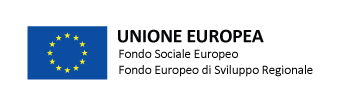 UNIONE EUROPEA
Fondo Sociale Europeo
Fondo Europeo di Sviluppo Regionale